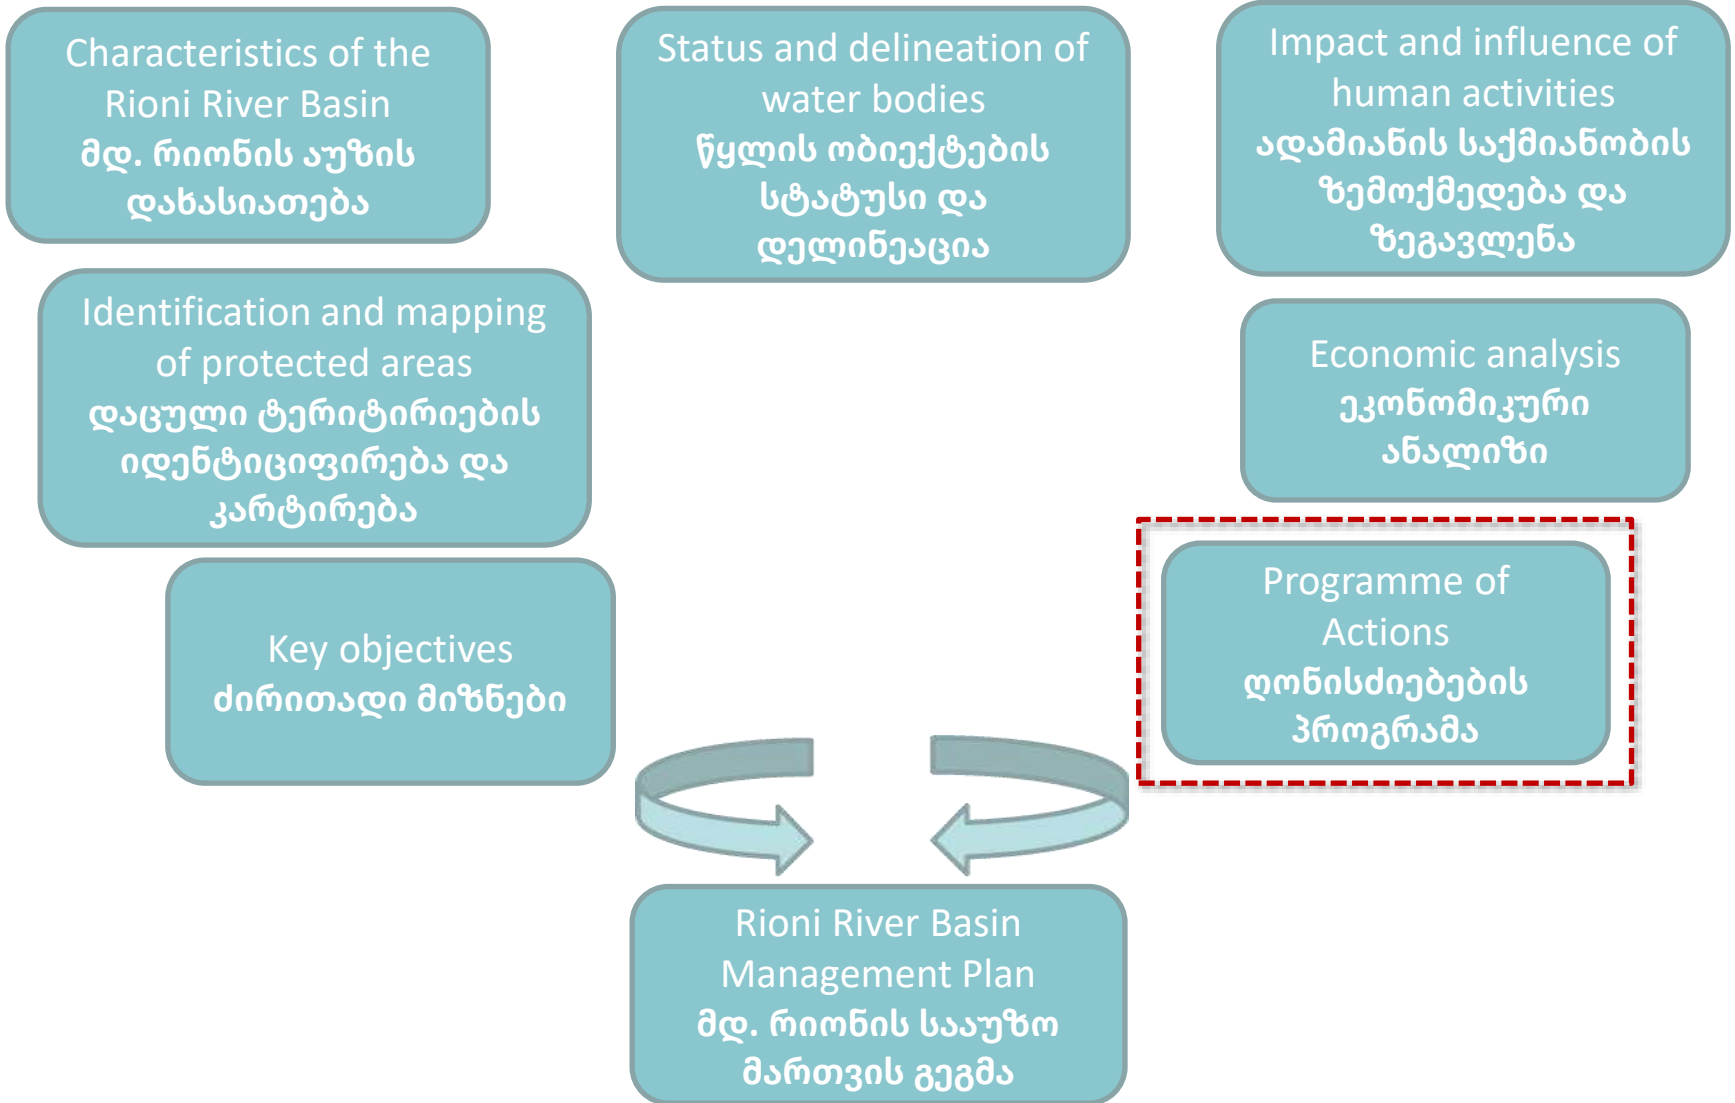 Characteristics of the
Rioni River Basin
მდ. რიონის აუზის
დახასიათება
Status and delineation of
water bodies
წყლის ობიექტების
სტატუსი და
დელინეაცია
Impact and influence of
human activities
ადამიანის საქმიანობის
ზემოქმედება და
ზეგავლენა
Identification and mapping
of protected areas
დაცული ტერიტირიების
იდენტიციფირება და
კარტირება
Economic analysis
ეკონომიკური
ანალიზი
Key objectives
ძირითადი მიზნები
Programme of
Actions
ღონისძიებების
პროგრამა
Rioni River Basin
Management Plan
მდ. რიონის სააუზო
მართვის გეგმა